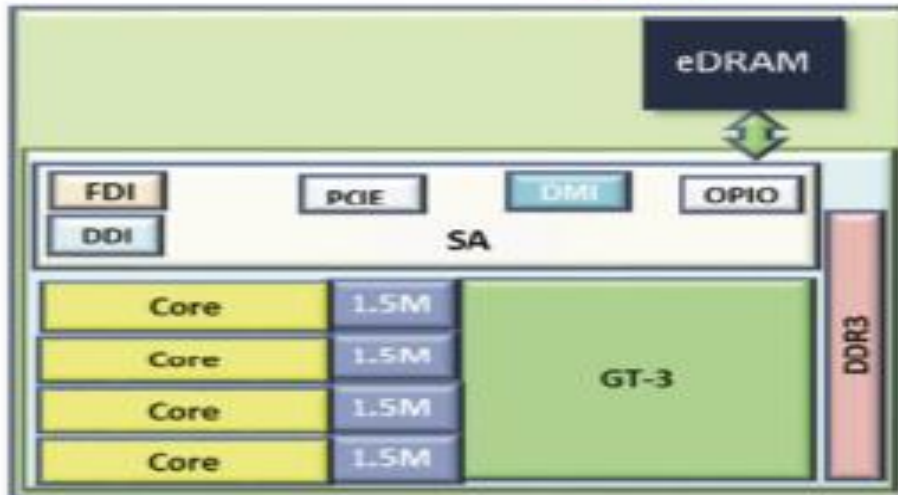 eDRAM
FDI
PCIE
DMI
OPIO
DDI
SA
Core
1.5M
Core
1.5M
GT-3
DDR3
Core
1.5M
Core
1.5M